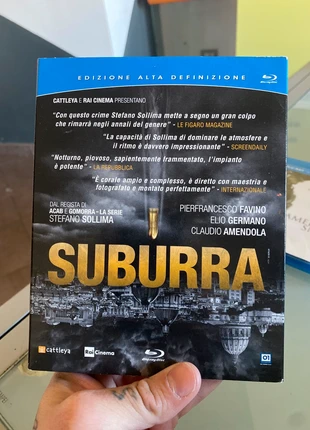 EDIZIONE ALTA DEFINIZIONE
CATTLEYA E RAI CINEMA PRESENTANO
"Con questo crime Stefano Sollima mette a segno un gran colpo
che rimarrà negli annali del genere" - LE FIGARO MAGAZINE
"La capacità di Sollima di dominare le atmosfere e
il ritmo è davvero impressionante" - SCREENDAILY
"Notturno, piovoso, sapientemente frammentato, l'impianto
è potente" - LA REPUBBLICA
"È corale ampio e complesso, è diretto con maestria e
fotografato e montato perfettamente" - INTERNAZIONALE
DAL REGISTA DI
ACAB E GOMORRA - LA SERIE
STEFANO SOLLIMA
PIERFRANCESCO FAVINO
ELIO GERMANO
CLAUDIO AMENDOLA
SUBURRA
cattleya
Rai Cinema
Blu-ray Disc
01